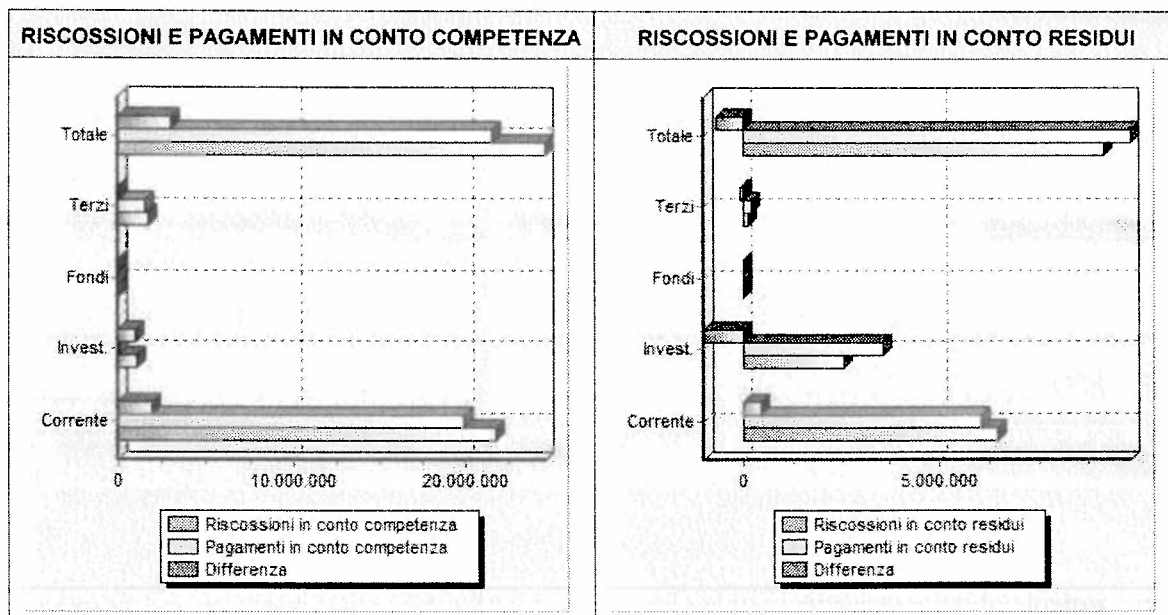 RISCOSSIONI E PAGAMENTI IN CONTO COMPETENZA
Totale
Terzi
Fondi
Invest.
Corrente
0 10.000.000 20.000.000
Riscossioni in conto competenza
Pagamenti in conto competenza
Differenza
RISCOSSIONI E PAGAMENTI IN CONTO RESIDUI
Totale
Terzi
Fondi
Invest.
Corrente
0 5.000.000
Riscossioni in conto residui
Pagamenti in conto residui
Differenza